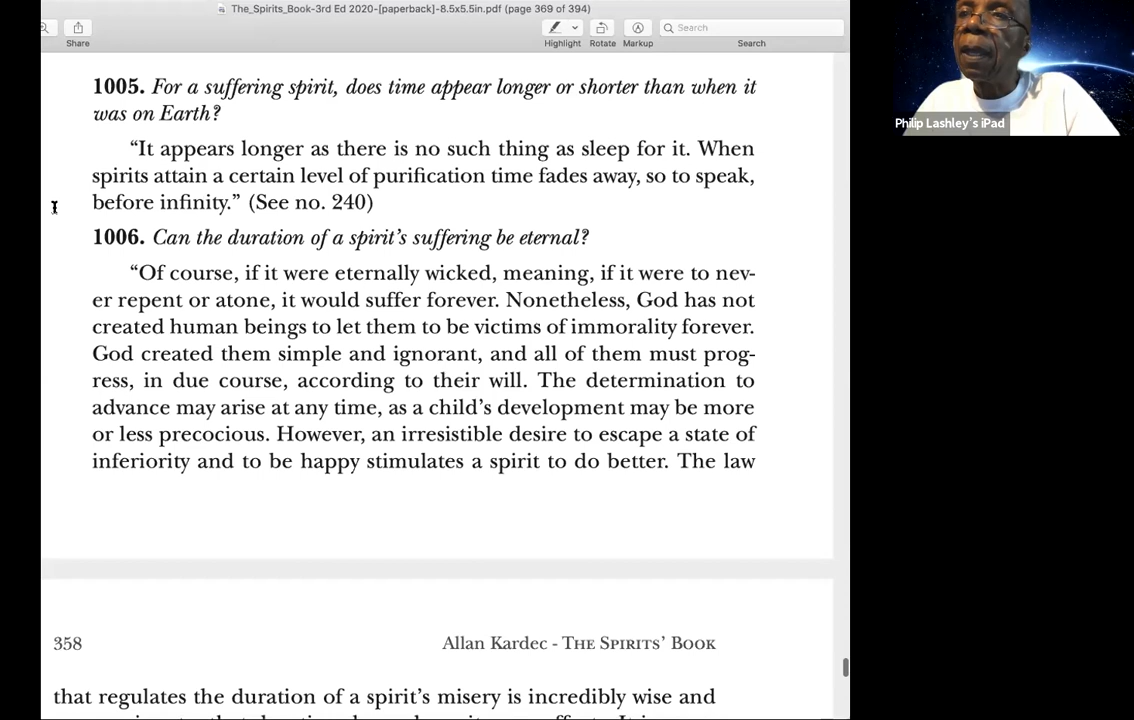 The_Spirits_Book-3rd Ed 2020-[paperback]-8.5x5.5in.pdf (page 369 of 394)
Search
Share
Highlight
Rotate
Markup
Search
1005. For a suffering spirit, does time appear longer or shorter than when it
was on Earth?
“It appears longer as there is no such thing as sleep for it. When
spirits attain a certain level of purification time fades away, so to speak,
before infinity.” (See no. 240)
1006. Can the duration of a spirit’s suffering be eternal?
“Of course, if it were eternally wicked, meaning, if it were to nev-
er repent or atone, it would suffer forever. Nonetheless, God has not
created human beings to let them to be victims of immorality forever.
God created them simple and ignorant, and all of them must prog-
ress, in due course, according to their will. The determination to
advance may arise at any time, as a child’s development may be more
or less precocious. However, an irresistible desire to escape a state of
inferiority and to be happy stimulates a spirit to do better. The law
358
Allan Kardec - The Spirits’ Book
that regulates the duration of a spirit’s misery is incredibly wise and
Philip Lashley’s iPad